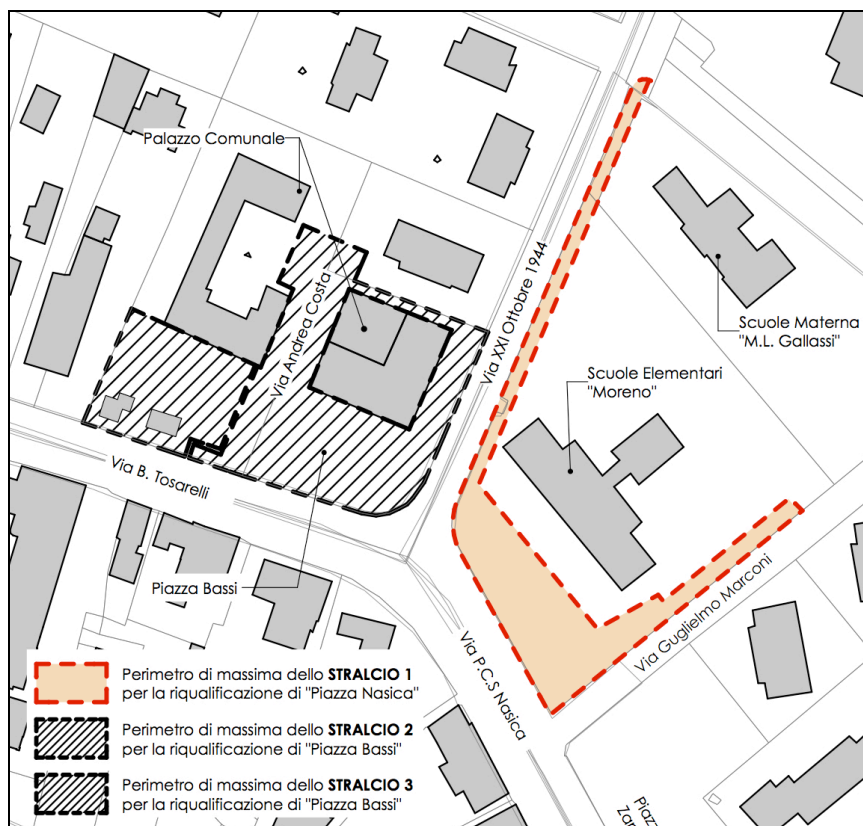 Palazzo Comunale
Via XXI Ottobre 1944
Via Andrea Costa
Scuole Materna
"M.L. Gallassi"
Scuole Elementari
"Moreno"
Via B. Tosarelli
Piazza Bassi
Via Guglielmo Marconi
Via P.C.S Nasica
Perimetro di massima dello STRALCIO 1
per la riqualificazione di "Piazza Nasica"
Perimetro di massima dello STRALCIO 2
per la riqualificazione di "Piazza Bassi"
Perimetro di massima dello STRALCIO 3
per la riqualificazione di "Piazza Bassi"